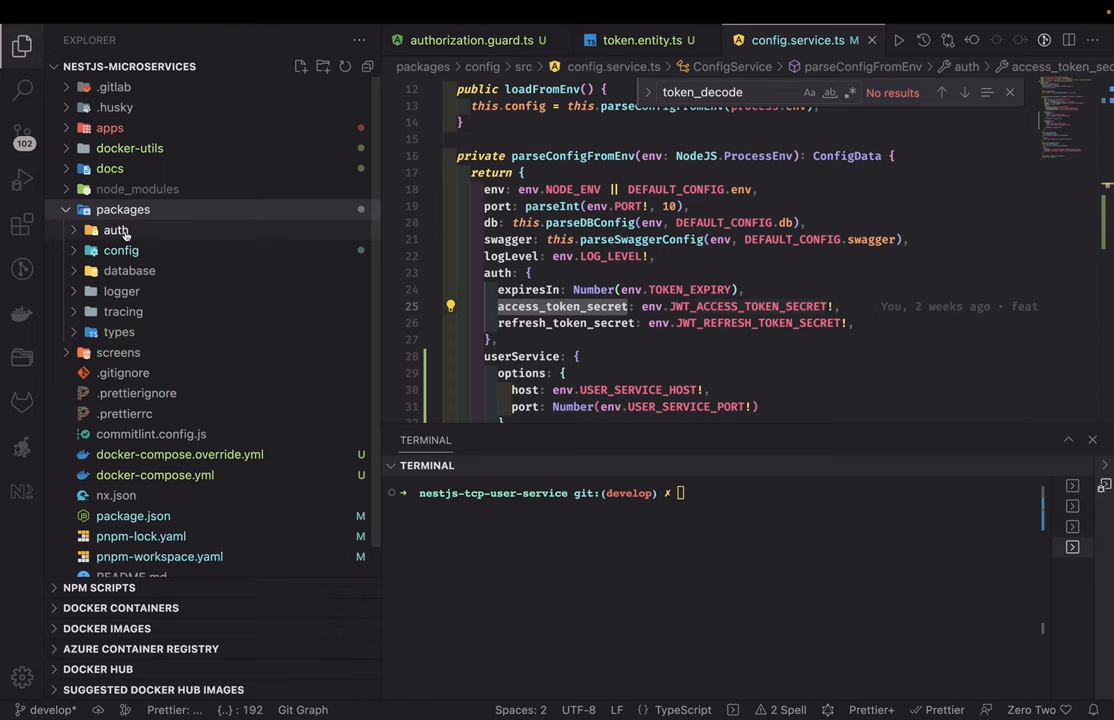 EXPLORER
NESTJS-MICROSERVICES
.gitlab
.husky
apps
docker-utils
docs
node_modules
packages
auth
config
database
logger
tracing
types
screens
.gitignore
.prettierignore
.prettierrc
commitlint.config.js
docker-compose.override.yml U
docker-compose.yml U
nx.json
package.json M
pnpm-lock.yaml M
pnpm-workspace.yaml M
README.md
NPM SCRIPTS
DOCKER CONTAINERS
DOCKER IMAGES
AZURE CONTAINER REGISTRY
DOCKER HUB
SUGGESTED DOCKER HUB IMAGES
102
authorization.guard.ts U
token.entity.ts U
config.service.ts M
packages > config > src > config.service.ts > ConfigService > parseConfigFromEnv > auth > access_token_sec
token_decode
Aa
ab
No results
12 public loadFromEnv() {
13 this.config = this.parseConfigFromEnv(process.env);
14 }
15
16 private parseConfigFromEnv(env: NodeJS.ProcessEnv): ConfigData {
17 return {
18 env: env.NODE_ENV || DEFAULT_CONFIG.env,
19 port: parseInt(env.PORT!, 10),
20 db: this.parseDBConfig(env, DEFAULT_CONFIG.db),
21 swagger: this.parseSwaggerConfig(env, DEFAULT_CONFIG.swagger),
22 logLevel: env.LOG_LEVEL!,
23 auth: {
24 expiresIn: Number(env.TOKEN_EXPIRY),
25 access_token_secret: env.JWT_ACCESS_TOKEN_SECRET!, You, 2 weeks ago • feat
26 refresh_token_secret: env.JWT_REFRESH_TOKEN_SECRET!,
27 },
28 userService: {
29 options: {
30 host: env.USER_SERVICE_HOST!,
31 port: Number(env.USER_SERVICE_PORT!)
}
TERMINAL
TERMINAL
→ nestjs-tcp-user-service git:(develop) ✗
develop*
Prettier: ...
{..} : 192
Git Graph
Spaces: 2
UTF-8
LF
{} TypeScript
2 Spell
Prettier+
Prettier
Zero Two